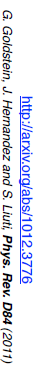 http://arxiv.org/abs/1012.3776
G. Goldstein, J. Hernandez and S. Liuti, Phys. Rev. D84 (2011)